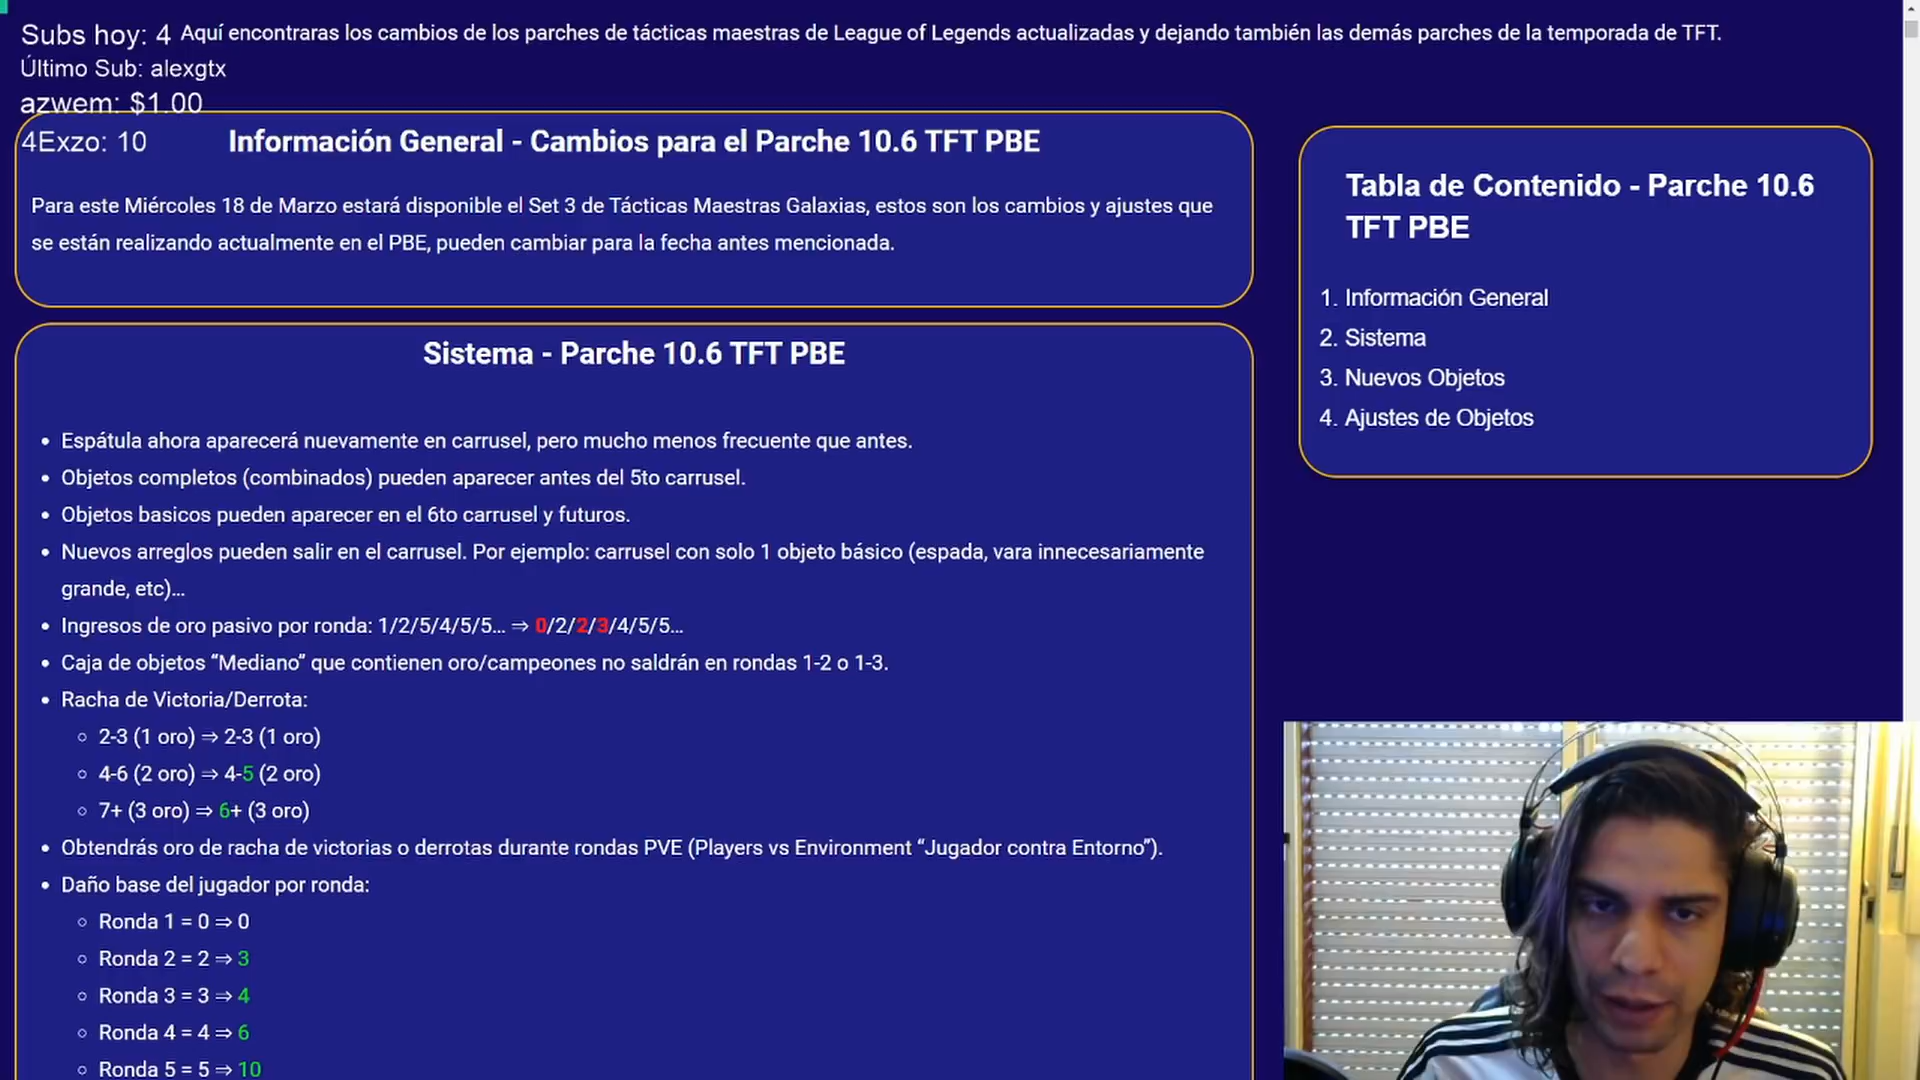 Subs hoy: 4
Aquí encontraras los cambios de los parches de tácticas maestras de League of Legends actualizadas y dejando también las demás parches de la temporada de TFT.
Último Sub: alexgtx
azwem: $1.00
4Exzo: 10
Información General - Cambios para el Parche 10.6 TFT PBE
Para este Miércoles 18 de Marzo estará disponible el Set 3 de Tácticas Maestras Galaxias, estos son los cambios y ajustes que
se están realizando actualmente en el PBE, pueden cambiar para la fecha antes mencionada.
Sistema - Parche 10.6 TFT PBE
• Espátula ahora aparecerá nuevamente en carrusel, pero mucho menos frecuente que antes.
• Objetos completos (combinados) pueden aparecer antes del 5to carrusel.
• Objetos basicos pueden aparecer en el 6to carrusel y futuros.
• Nuevos arreglos pueden salir en el carrusel. Por ejemplo: carrusel con solo 1 objeto básico (espada, vara innecesariamente
grande, etc)…
• Ingresos de oro pasivo por ronda: 1/2/5/4/5/5… ⇒ 0/2/2/3/4/5/5…
• Caja de objetos “Mediano” que contienen oro/campeones no saldrán en rondas 1-2 o 1-3.
• Racha de Victoria/Derrota:
◦ 2-3 (1 oro) ⇒ 2-3 (1 oro)
◦ 4-6 (2 oro) ⇒ 4-5 (2 oro)
◦ 7+ (3 oro) ⇒ 6+ (3 oro)
• Obtendrás oro de racha de victorias o derrotas durante rondas PVE (Players vs Environment “Jugador contra Entorno”).
• Daño base del jugador por ronda:
◦ Ronda 1 = 0 ⇒ 0
◦ Ronda 2 = 2 ⇒ 3
◦ Ronda 3 = 3 ⇒ 4
◦ Ronda 4 = 4 ⇒ 6
◦ Ronda 5 = 5 ⇒ 10
Tabla de Contenido - Parche 10.6
TFT PBE
1. Información General
2. Sistema
3. Nuevos Objetos
4. Ajustes de Objetos